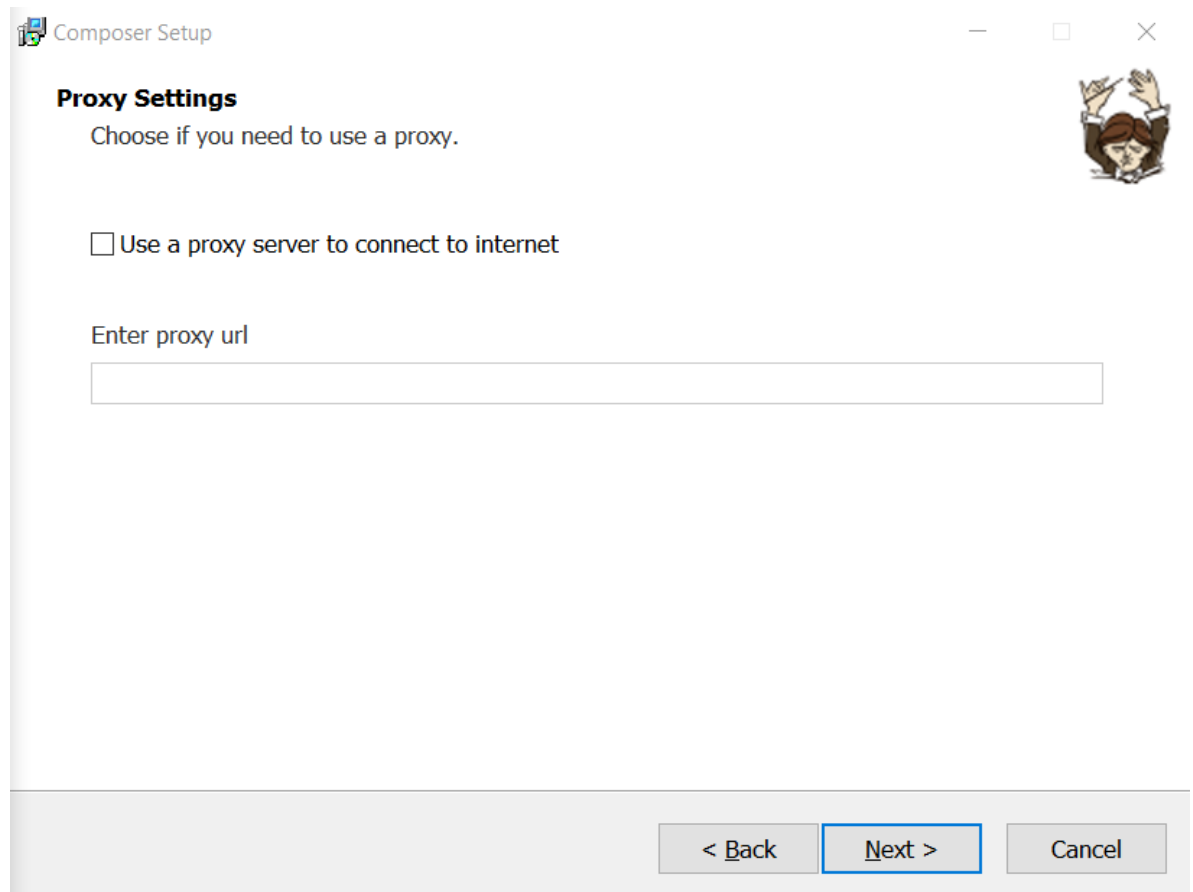 Composer Setup
Proxy Settings
Choose if you need to use a proxy.
Use a proxy server to connect to internet
Enter proxy url
< Back
Next >
Cancel